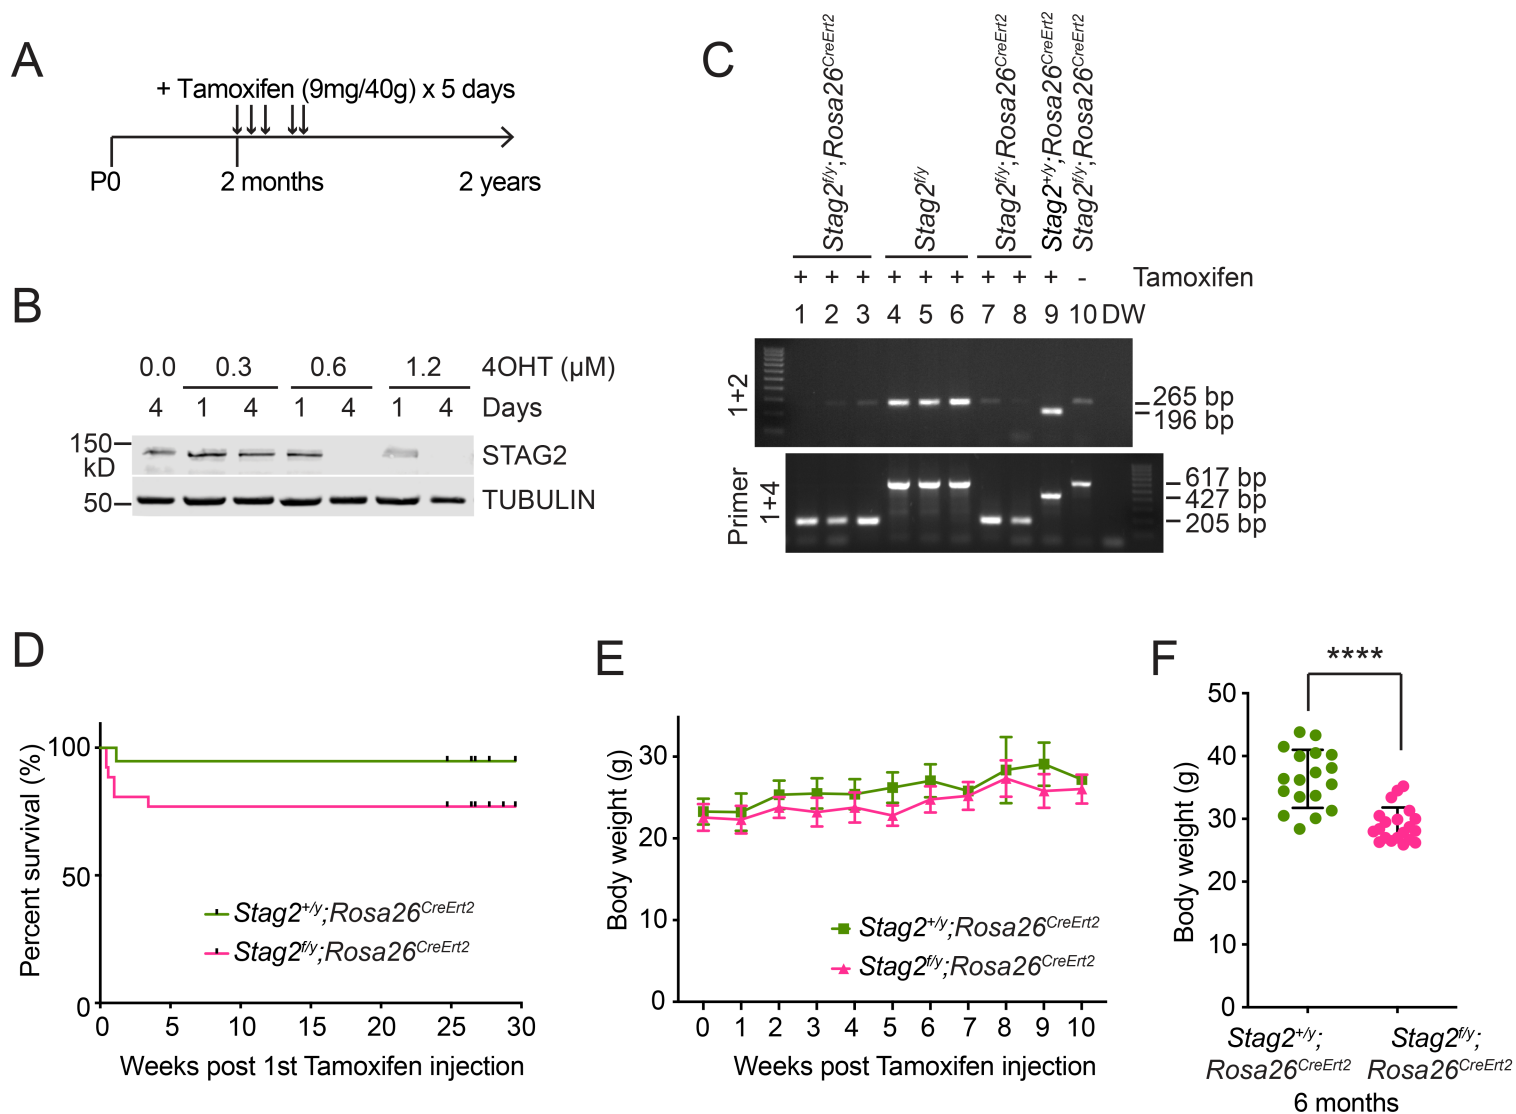 A
+ Tamoxifen (9mg/40g) x 5 days
P0
2 months
2 years
B
0.0 0.3 0.6 1.2 4OHT (µM)
4 1 4 1 4 1 4 Days
150
kD
STAG2
50
TUBULIN
C
Stag2f/y;Rosa26CreErt2
Stag2f/y
Stag2f/y;Rosa26CreErt2
Stag2+/y;Rosa26CreErt2
Stag2f/y;Rosa26CreErt2
+ + + + + + + + + - Tamoxifen
1 2 3 4 5 6 7 8 9 10 DW
1+2
265 bp
196 bp
Primer
1+4
617 bp
427 bp
205 bp
D
Percent survival (%)
100
50
0
Stag2+/y;Rosa26CreErt2
Stag2f/y;Rosa26CreErt2
0 5 10 15 20 25 30
Weeks post 1st Tamoxifen injection
E
Body weight (g)
30
20
10
0
Stag2+/y;Rosa26CreErt2
Stag2f/y;Rosa26CreErt2
0 1 2 3 4 5 6 7 8 9 10
Weeks post Tamoxifen injection
F
****
Body weight (g)
50
40
30
20
10
0
Stag2+/y;
Rosa26CreErt2
Stag2f/y;
Rosa26CreErt2
6 months